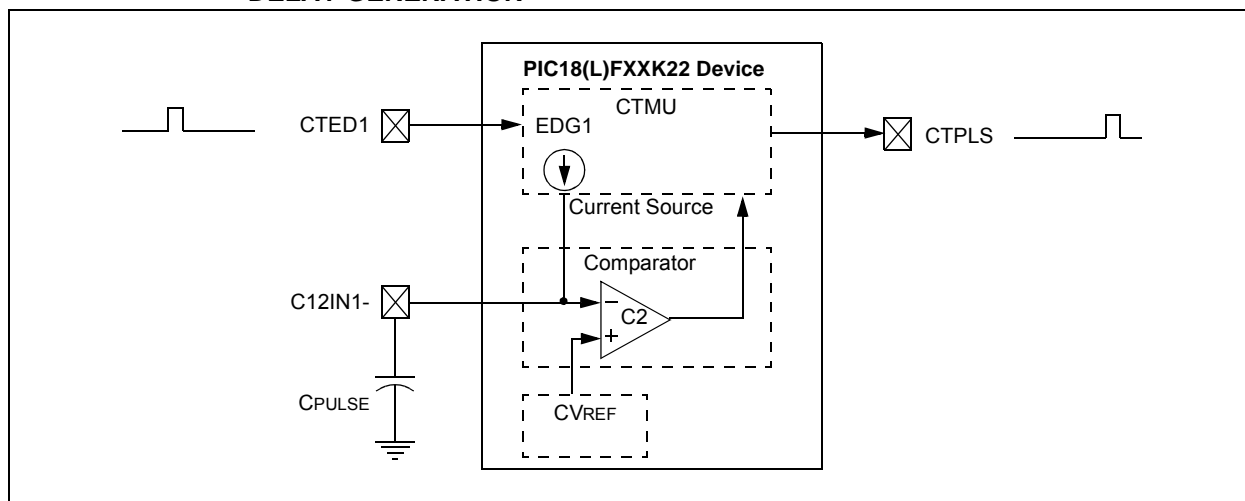 PIC18(L)FXXK22 Device
CTMU
CTED1
EDG1
CTPLS
Current Source
Comparator
C12IN1-
C2
CPULSE
CVREF